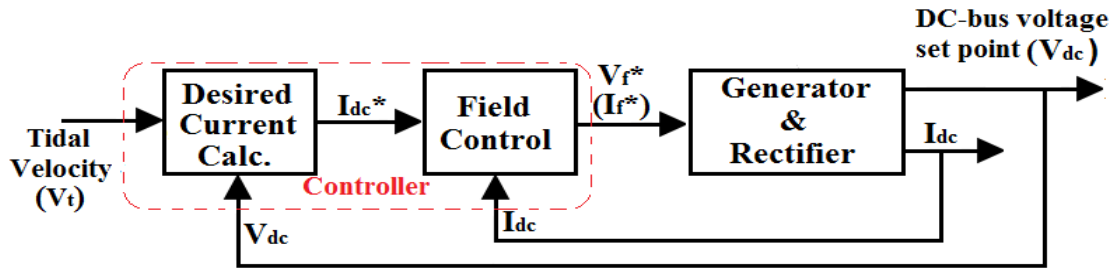 DC-bus voltage
set point (Vdc)
Desired
Current
Calc.
Idc*
Field
Control
Vf*
(If*)
Generator
&
Rectifier
Idc
Tidal
Velocity
(Vt)
Controller
Vdc
Idc